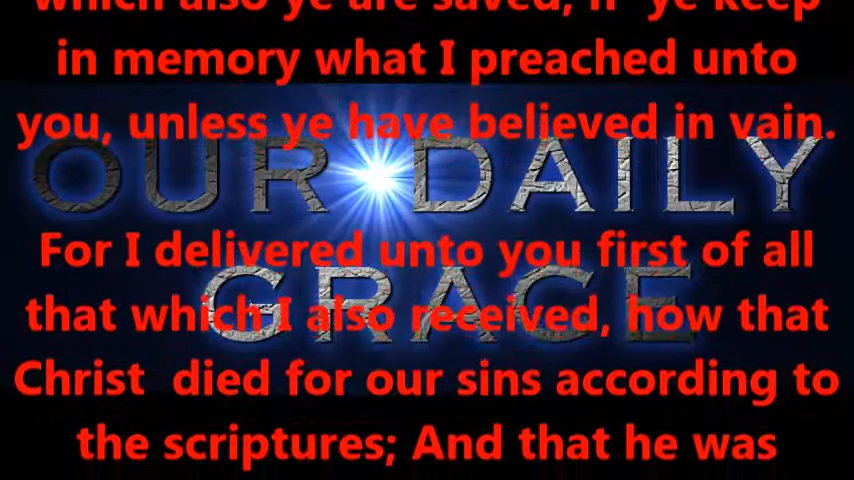 which also ye are saved, if ye keep
in memory what I preached unto
you, unless ye have believed in vain.
OUR DAILY
For I delivered unto you first of all
GRACE
that which I also received, how that
Christ died for our sins according to
the scriptures; And that he was